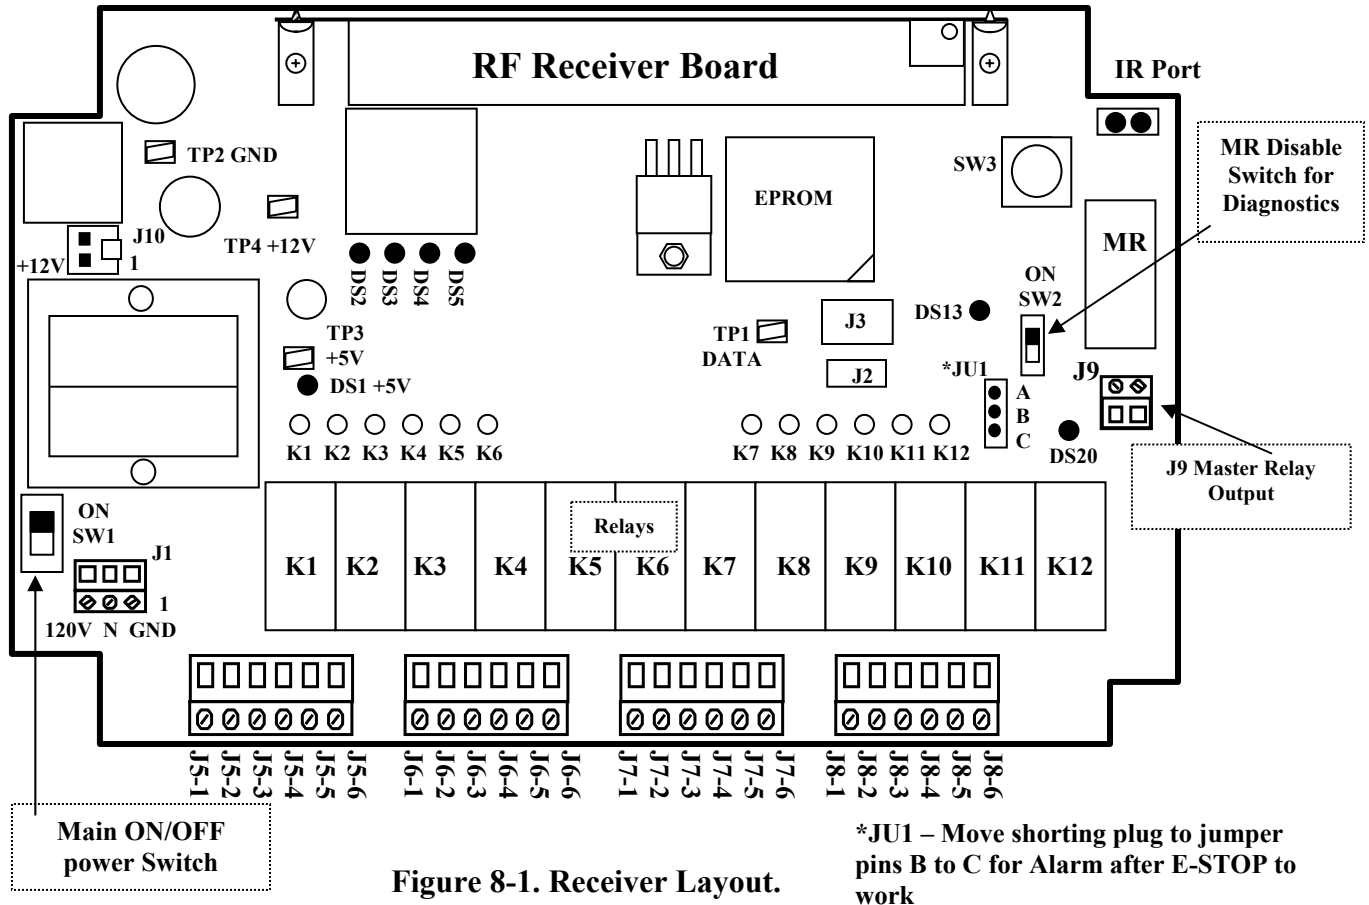 RF Receiver Board
IR Port
MR Disable
Switch for
Diagnostics
TP2 GND
SW3
EPROM
J10
TP4 +12V
+12V
1
MR
DS2
DS3
DS4
DS5
ON
SW2
DS13
J3
TP3
+5V
TP1
DATA
DS1 +5V
J2
*JU1
J9
A
B
C
K1 K2 K3 K4 K5 K6
K7 K8 K9 K10 K11 K12
DS20
J9 Master Relay
Output
ON
SW1
Relays
J1
1
120V N GND
K1 K2 K3 K4 K5 K6 K7 K8 K9 K10 K11 K12
J5-1
J5-2
J5-3
J5-4
J5-5
J5-6
J6-1
J6-2
J6-3
J6-4
J6-5
J6-6
J7-1
J7-2
J7-3
J7-4
J7-5
J7-6
J8-1
J8-2
J8-3
J8-4
J8-5
J8-6
Main ON/OFF
power Switch
*JU1 – Move shorting plug to jumper
pins B to C for Alarm after E-STOP to
work
Figure 8-1. Receiver Layout.